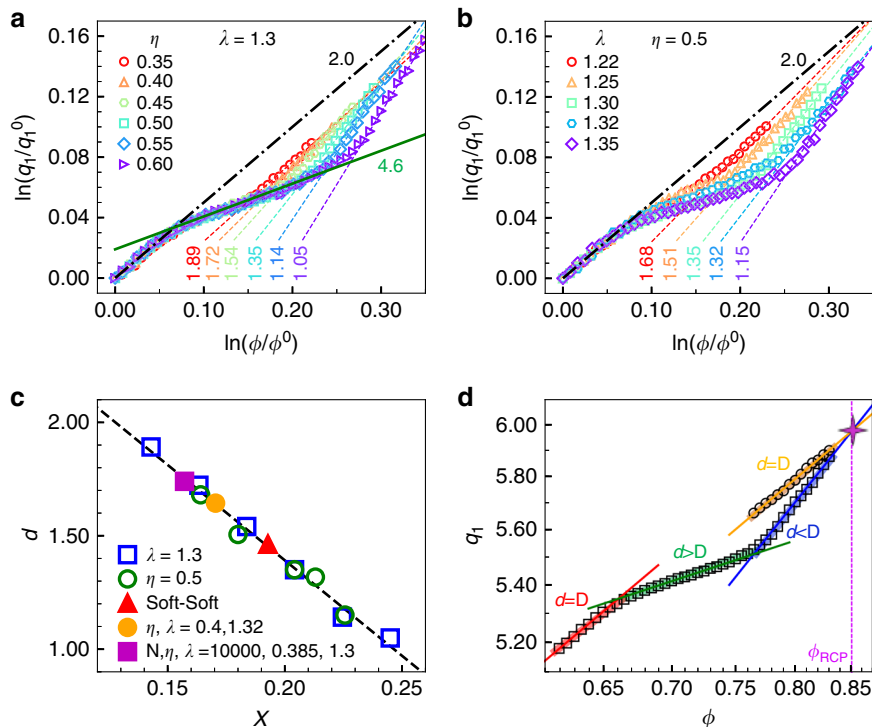 a
η λ = 1.3
0.35
0.40
0.45
0.50
0.55
0.60
2.0
4.6
1.89
1.72
1.54
1.35
1.14
1.05
0.16
0.12
0.08
0.04
0.00
ln(q₁/q₁⁰)
0.00 0.10 0.20 0.30
ln(ϕ/ϕ⁰)
b
λ η = 0.5
1.22
1.25
1.30
1.32
1.35
2.0
1.68
1.51
1.35
1.32
1.15
0.16
0.12
0.08
0.04
0.00
ln(q₁/q₁⁰)
0.00 0.10 0.20 0.30
ln(ϕ/ϕ⁰)
c
2.00
1.50
1.00
d
λ = 1.3
η = 0.5
Soft-Soft
η, λ = 0.4,1.32
N,η, λ=10000, 0.385, 1.3
0.15 0.20 0.25
X
d
6.00
5.80
5.60
5.40
5.20
q₁
d=D
d>D
d<D
d=D
ϕRCP
0.65 0.70 0.75 0.80 0.85
ϕ